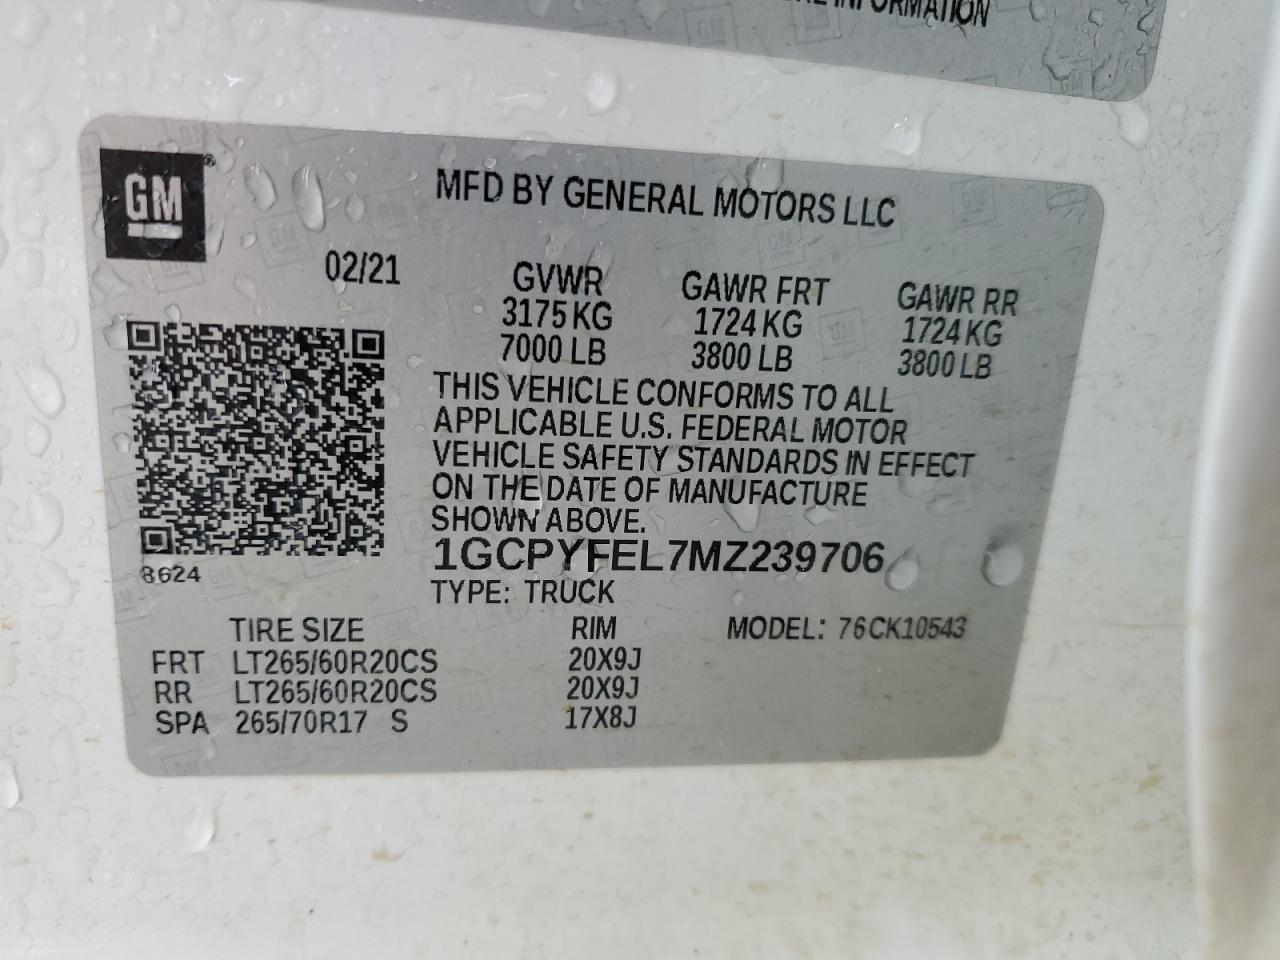 INFORMATION
GM
MFD BY GENERAL MOTORS LLC
02/21
GVWR GAWR FRT GAWR RR
3175 KG 1724 KG 1724 KG
7000 LB 3800 LB 3800 LB
THIS VEHICLE CONFORMS TO ALL
APPLICABLE U.S. FEDERAL MOTOR
VEHICLE SAFETY STANDARDS IN EFFECT
ON THE DATE OF MANUFACTURE
SHOWN ABOVE.
1GCPYFEL7MZ239706
8624
TYPE: TRUCK
TIRE SIZE RIM MODEL: 76CK10543
FRT LT265/60R20CS 20X9J
RR LT265/60R20CS 20X9J
SPA 265/70R17 S 17X8J